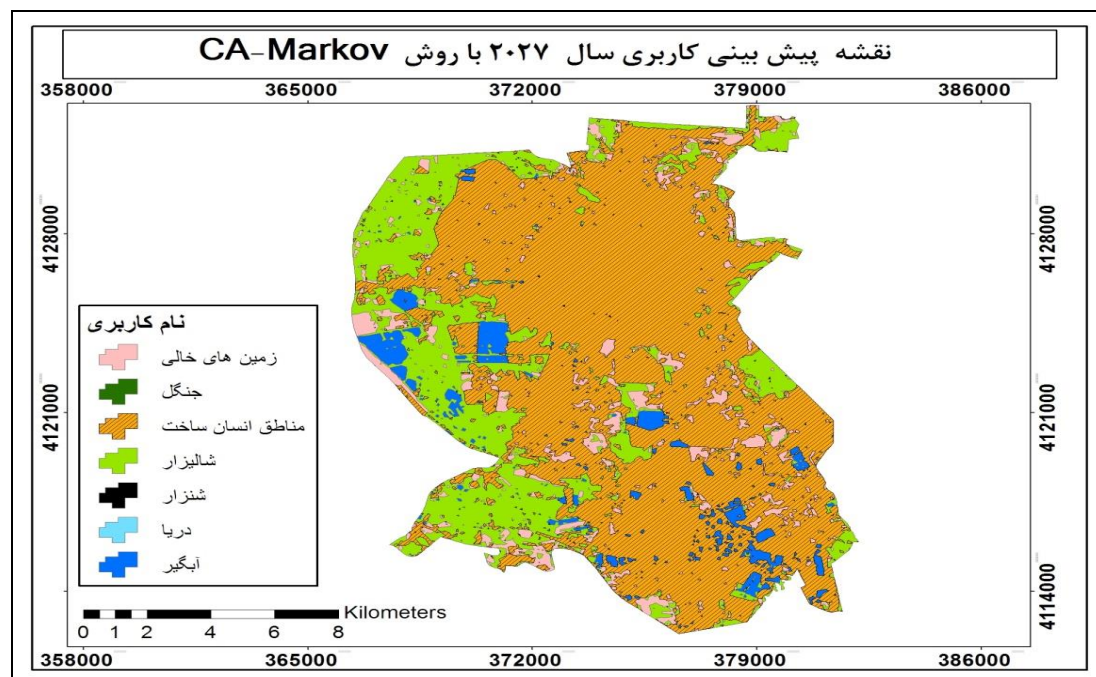 نقشه پیش بینی کاربری سال ۲۰۲۷ با روش CA-Markov
358000 365000 372000 379000 386000
4128000 4128000
نام کاربری
زمین های خالی
جنگل
4121000 4121000
مناطق انسان ساخت
شالیزار
شنزار
دریا
آبگیر
4114000
Kilometers
0 1 2 4 6 8
358000 365000 372000 379000 386000